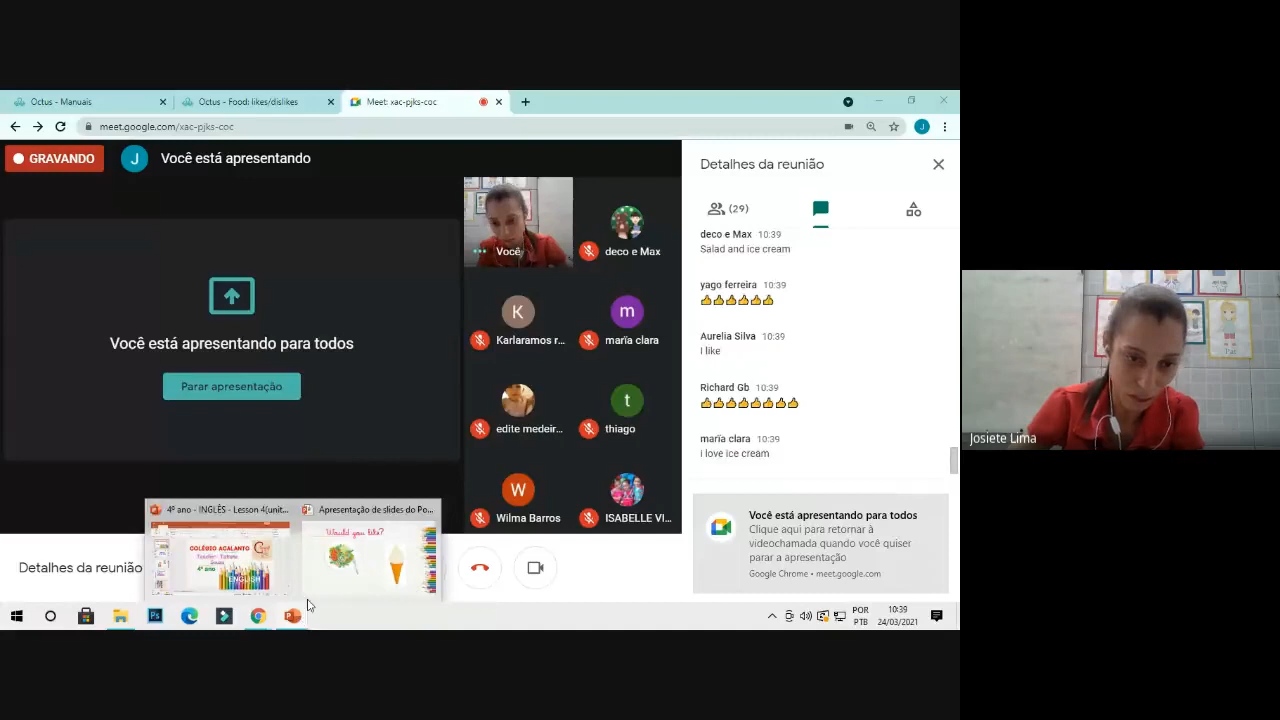 Octus - Manuais
Octus - Food: likes/dislikes
Meet: xac-pjks-coc
meet.google.com/xac-pjks-coc
J
GRAVANDO
J
Você está apresentando
Você está apresentando para todos
Parar apresentação
Você
deco e Max
K
Karlaramos r...
m
marïa clara
edite medeir...
t
thiago
W
Wilma Barros
ISABELLE VI...
Detalhes da reunião
(29)
deco e Max 10:39
Salad and ice cream
yago ferreira 10:39
👍👍👍👍👍👍
Aurelia Silva 10:39
I like
Richard Gb 10:39
👍👍👍👍👍👍👍👍
maria clara 10:39
i love ice cream
Você está apresentando para todos
Clique aqui para retornar à
videochamada quando você quiser
parar a apresentação
Google Chrome • meet.google.com
4º ano - INGLÊS - Lesson 4(unit...
Apresentação de slides do Po...
COLÉGIO ACALANTO
4º ano
ENGLISH
Would you like?
Detalhes da reunião
POR
PTB
10:39
24/03/2021
Josiete Lima